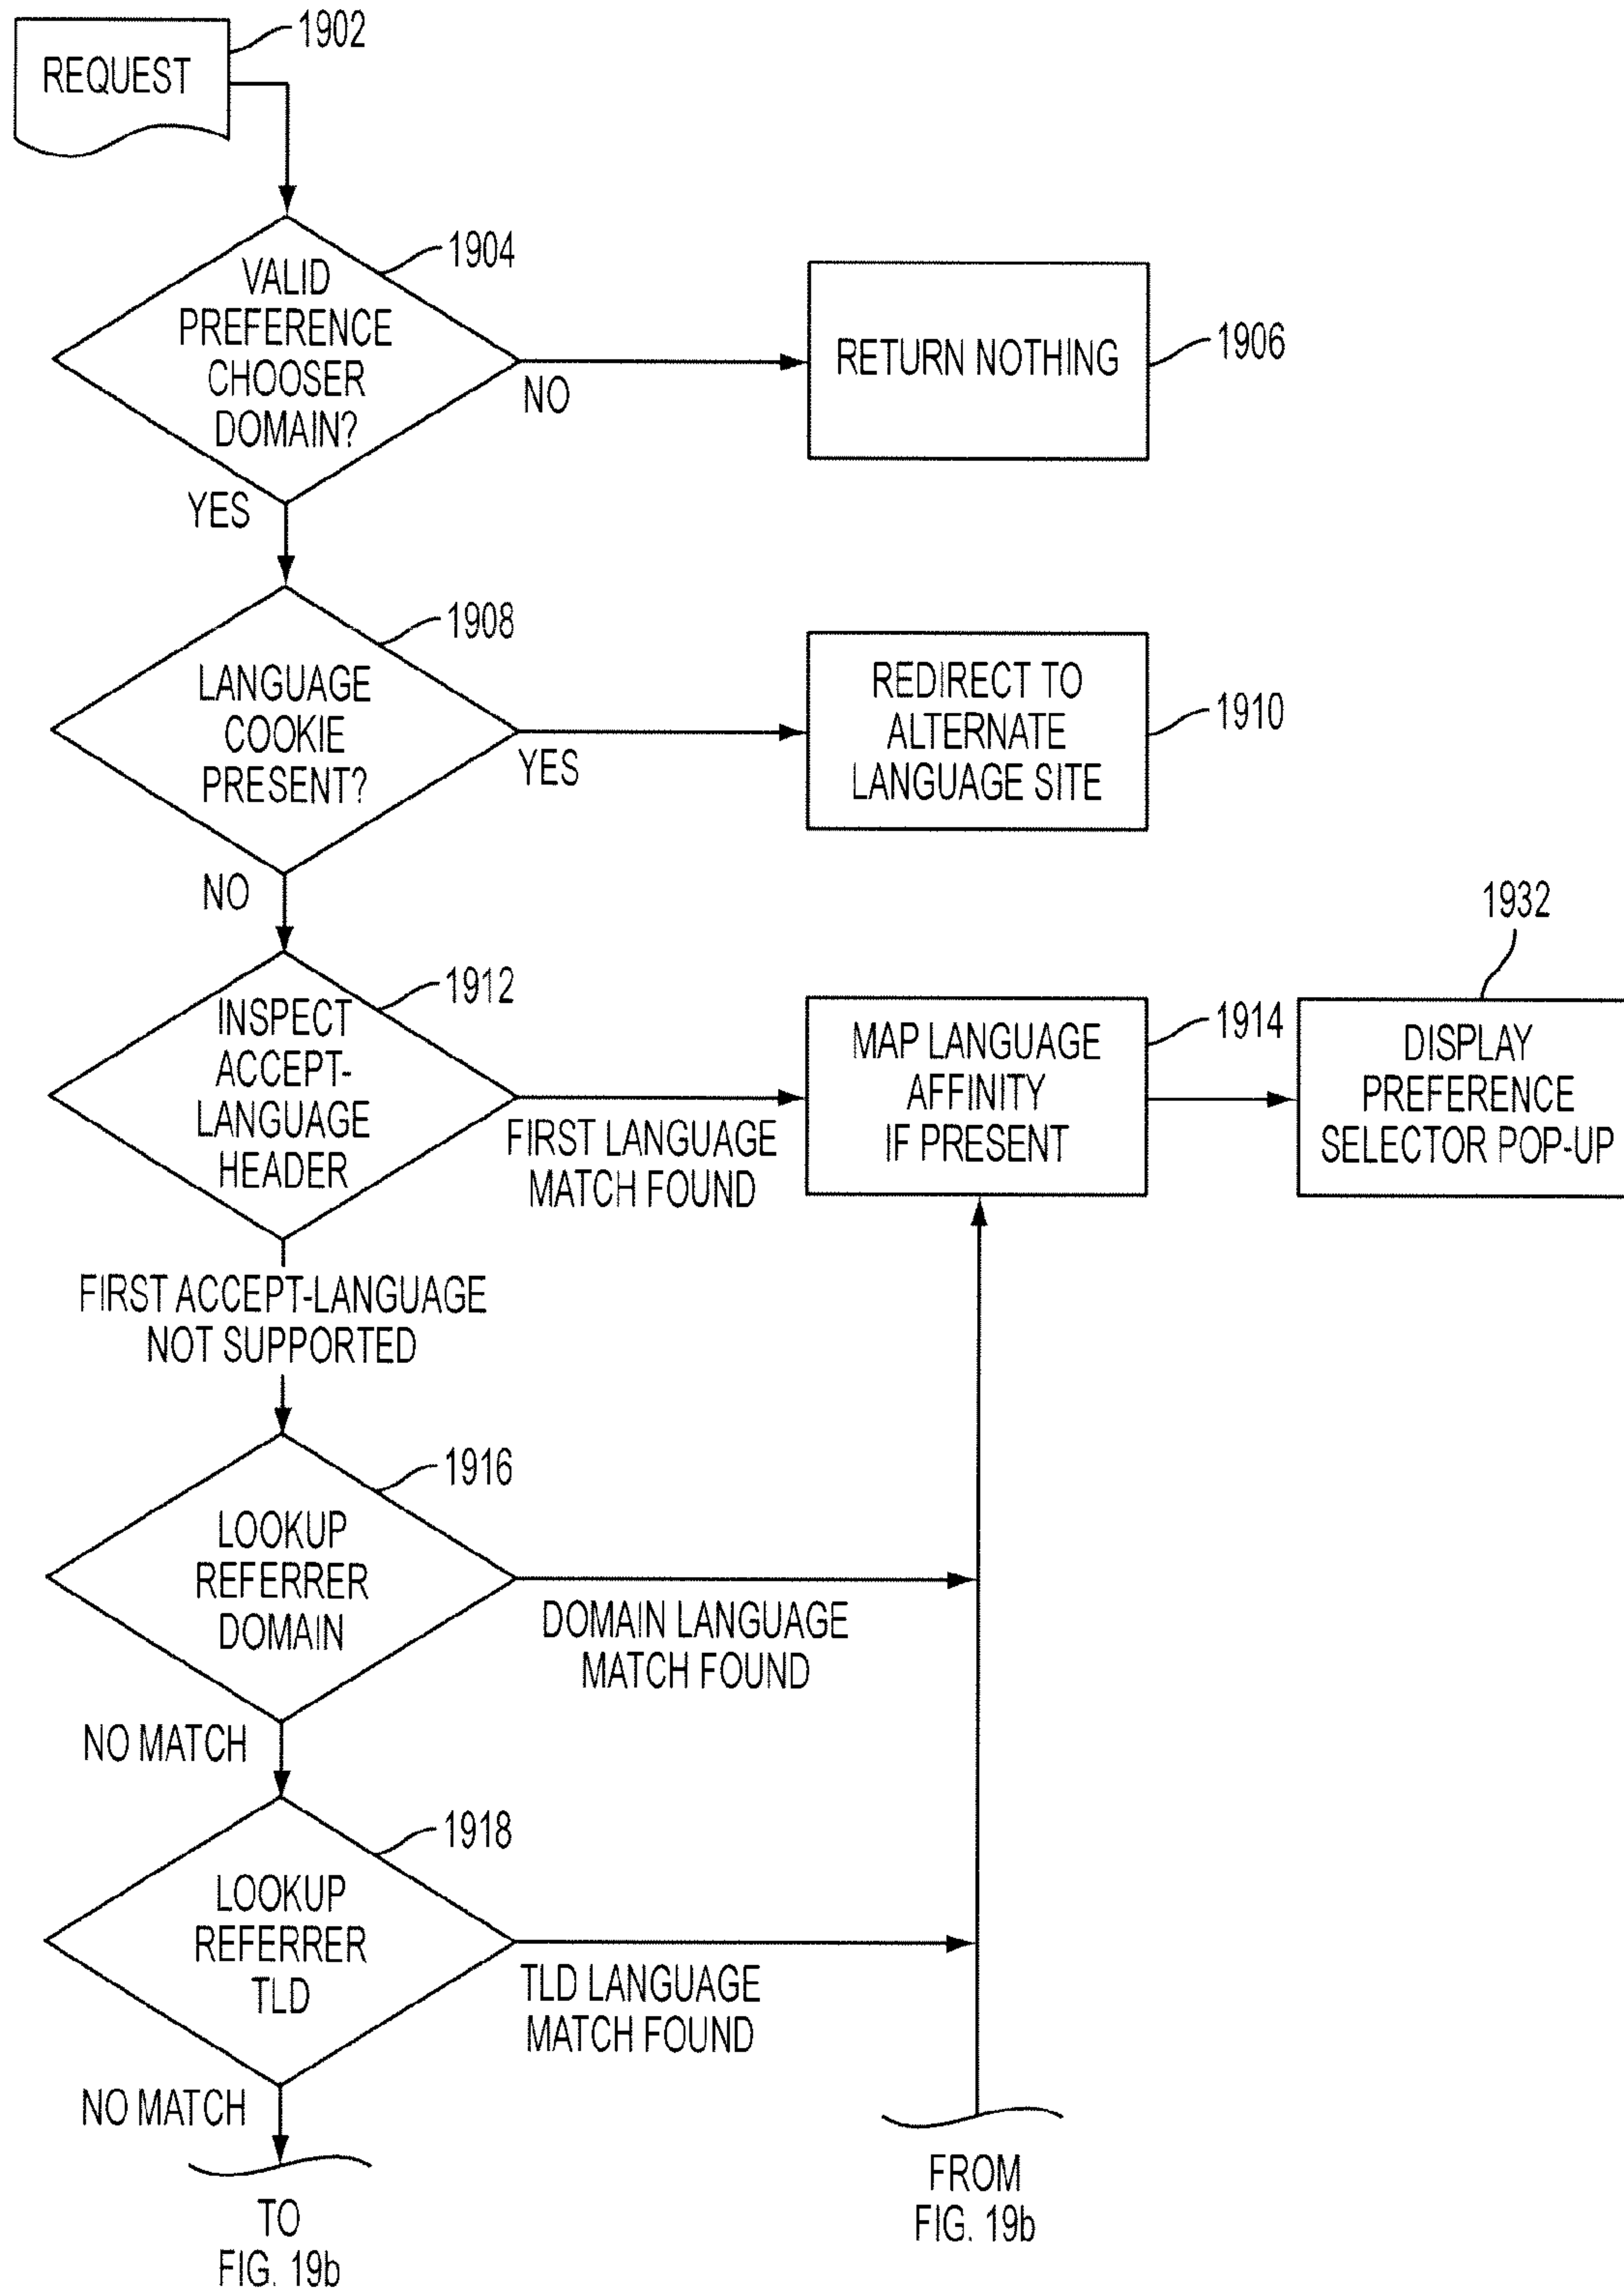 1902
REQUEST
1904
VALID
PREFERENCE
CHOOSER
DOMAIN?
NO
RETURN NOTHING
1906
YES
1908
LANGUAGE
COOKIE
PRESENT?
YES
REDIRECT TO
ALTERNATE
LANGUAGE SITE
1910
NO
1912
INSPECT
ACCEPT-
LANGUAGE
HEADER
FIRST LANGUAGE
MATCH FOUND
MAP LANGUAGE
AFFINITY
IF PRESENT
1914
1932
DISPLAY
PREFERENCE
SELECTOR POP-UP
FIRST ACCEPT-LANGUAGE
NOT SUPPORTED
1916
LOOKUP
REFERRER
DOMAIN
DOMAIN LANGUAGE
MATCH FOUND
NO MATCH
1918
LOOKUP
REFERRER
TLD
TLD LANGUAGE
MATCH FOUND
NO MATCH
TO
FIG. 19b
FROM
FIG. 19b